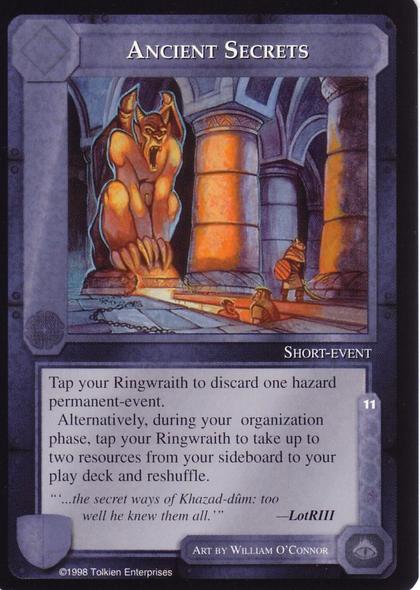 ANCIENT SECRETS
SHORT-EVENT
Tap your Ringwraith to discard one hazard
permanent-event.
Alternatively, during your organization
phase, tap your Ringwraith to take up to
two resources from your sideboard to your
play deck and reshuffle.
11
“‘...the secret ways of Khazad-dûm: too
well he knew them all.’” —LotRIII
ART BY WILLIAM O’CONNOR
©1998 Tolkien Enterprises